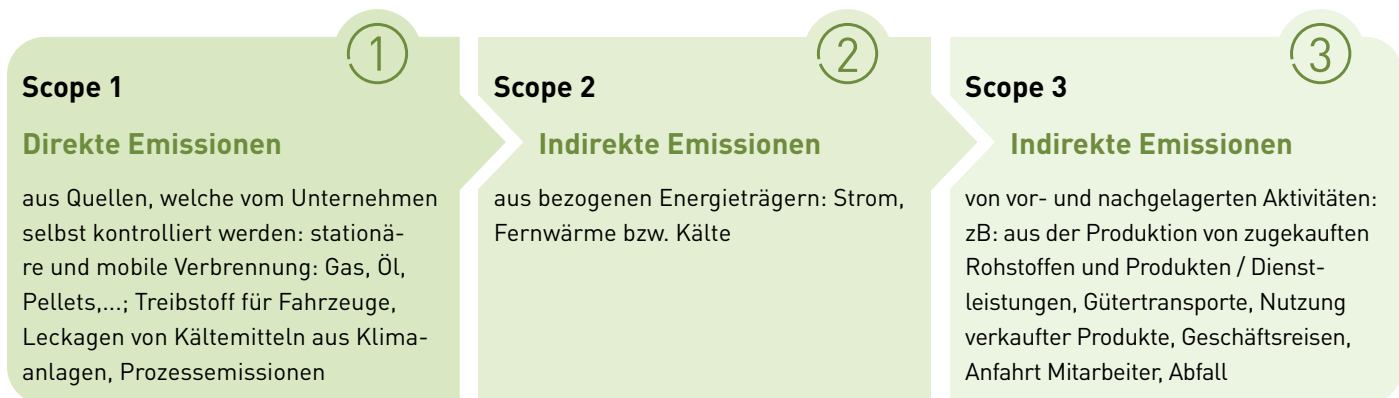 1
Scope 1
Direkte Emissionen
aus Quellen, welche vom Unternehmen
selbst kontrolliert werden: stationä-
re und mobile Verbrennung: Gas, Öl,
Pellets,...; Treibstoff für Fahrzeuge,
Leckagen von Kältemitteln aus Klima-
anlagen, Prozessemissionen
2
Scope 2
Indirekte Emissionen
aus bezogenen Energieträgern: Strom,
Fernwärme bzw. Kälte
3
Scope 3
Indirekte Emissionen
von vor- und nachgelagerten Aktivitäten:
zB: aus der Produktion von zugekauften
Rohstoffen und Produkten / Dienst-
leistungen, Gütertransporte, Nutzung
verkaufter Produkte, Geschäftsreisen,
Anfahrt Mitarbeiter, Abfall